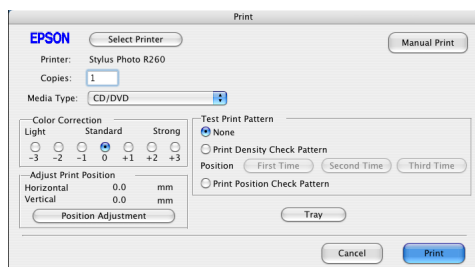 Print
EPSON Select Printer Manual Print
Printer: Stylus Photo R260
Copies: 1
Media Type: CD/DVD
Color Correction
Light Standard Strong
-3 -2 -1 0 +1 +2 +3
Adjust Print Position
Horizontal 0.0 mm
Vertical 0.0 mm
Position Adjustment
Test Print Pattern
None
Print Density Check Pattern
Position First Time Second Time Third Time
Print Position Check Pattern
Tray
Cancel Print